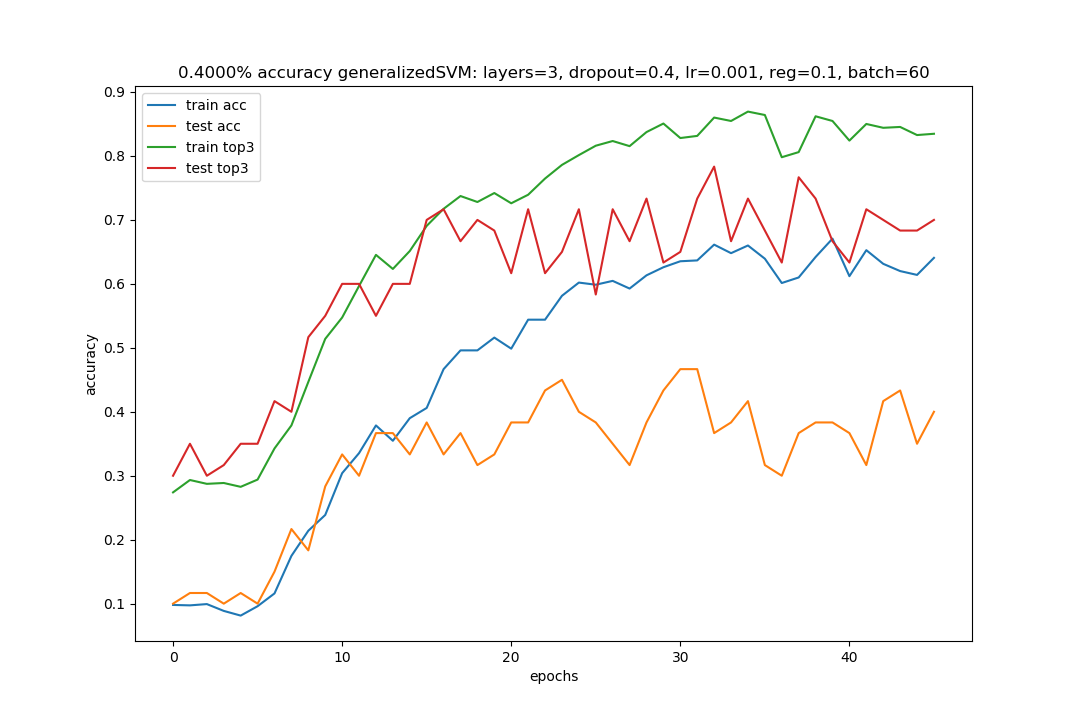 0.4000% accuracy generalizedSVM: layers=3, dropout=0.4, lr=0.001, reg=0.1, batch=60
train acc
test acc
train top3
test top3
accuracy
0.9
0.8
0.7
0.6
0.5
0.4
0.3
0.2
0.1
0 10 20 30 40
epochs